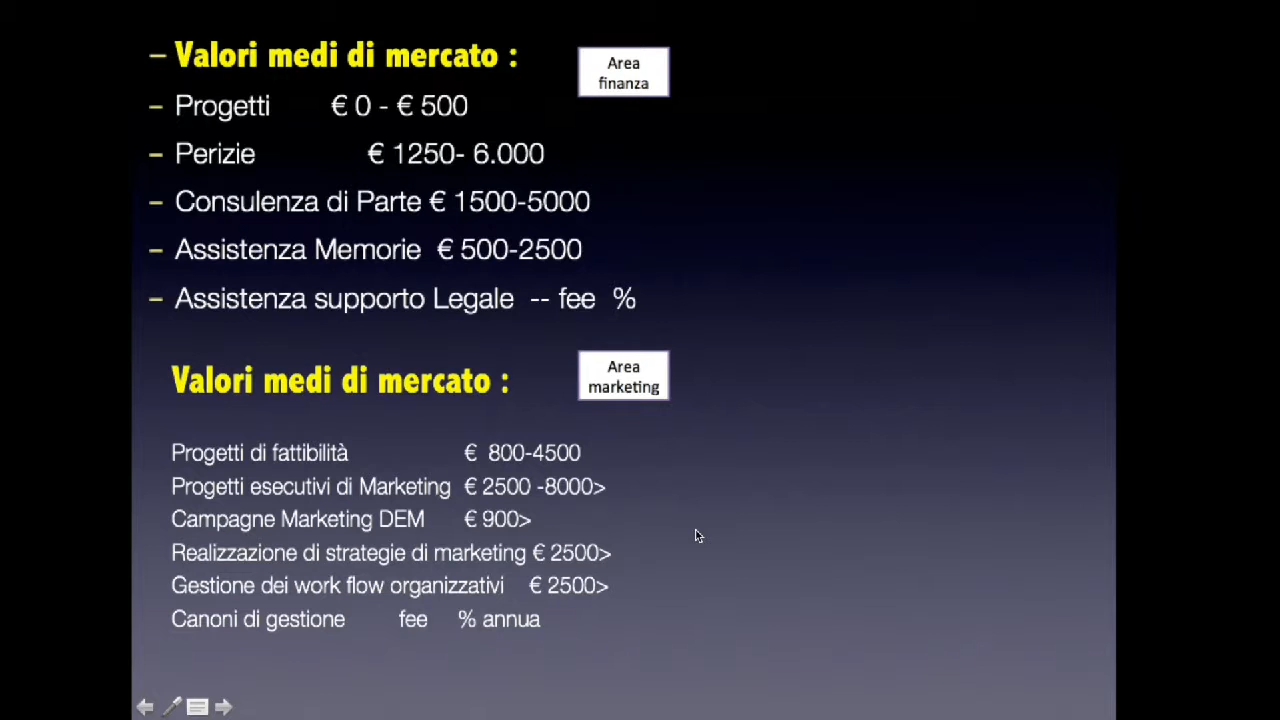 – Valori medi di mercato :
Area
finanza
– Progetti € 0 - € 500
– Perizie € 1250- 6.000
– Consulenza di Parte € 1500-5000
– Assistenza Memorie € 500-2500
– Assistenza supporto Legale -- fee %
Valori medi di mercato :
Area
marketing
Progetti di fattibilità € 800-4500
Progetti esecutivi di Marketing € 2500 -8000>
Campagne Marketing DEM € 900>
Realizzazione di strategie di marketing € 2500>
Gestione dei work flow organizzativi € 2500>
Canoni di gestione fee % annua